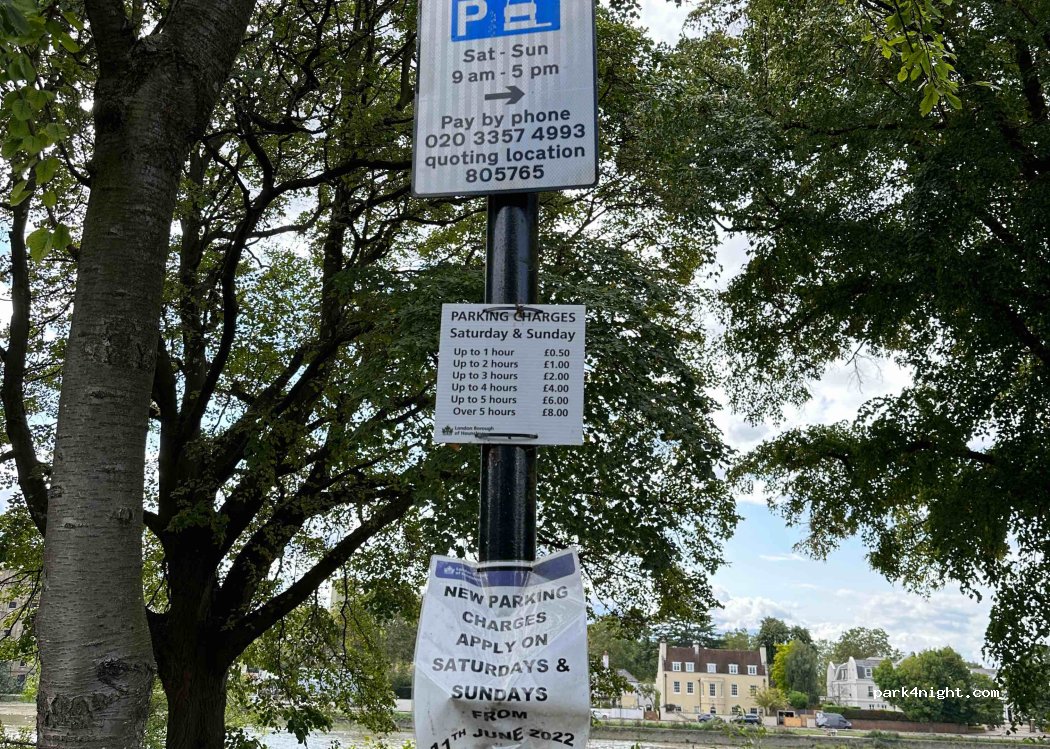 P
Sat - Sun
9 am - 5 pm
→
Pay by phone
020 3357 4993
quoting location
805765
PARKING CHARGES
Saturday & Sunday
Up to 1 hour £0.50
Up to 2 hours £1.00
Up to 3 hours £2.00
Up to 4 hours £4.00
Up to 5 hours £6.00
Over 5 hours £8.00
London Borough
of Hounslow
NEW PARKING
CHARGES
APPLY ON
SATURDAYS &
SUNDAYS
FROM
11TH JUNE 2022
park4night.com